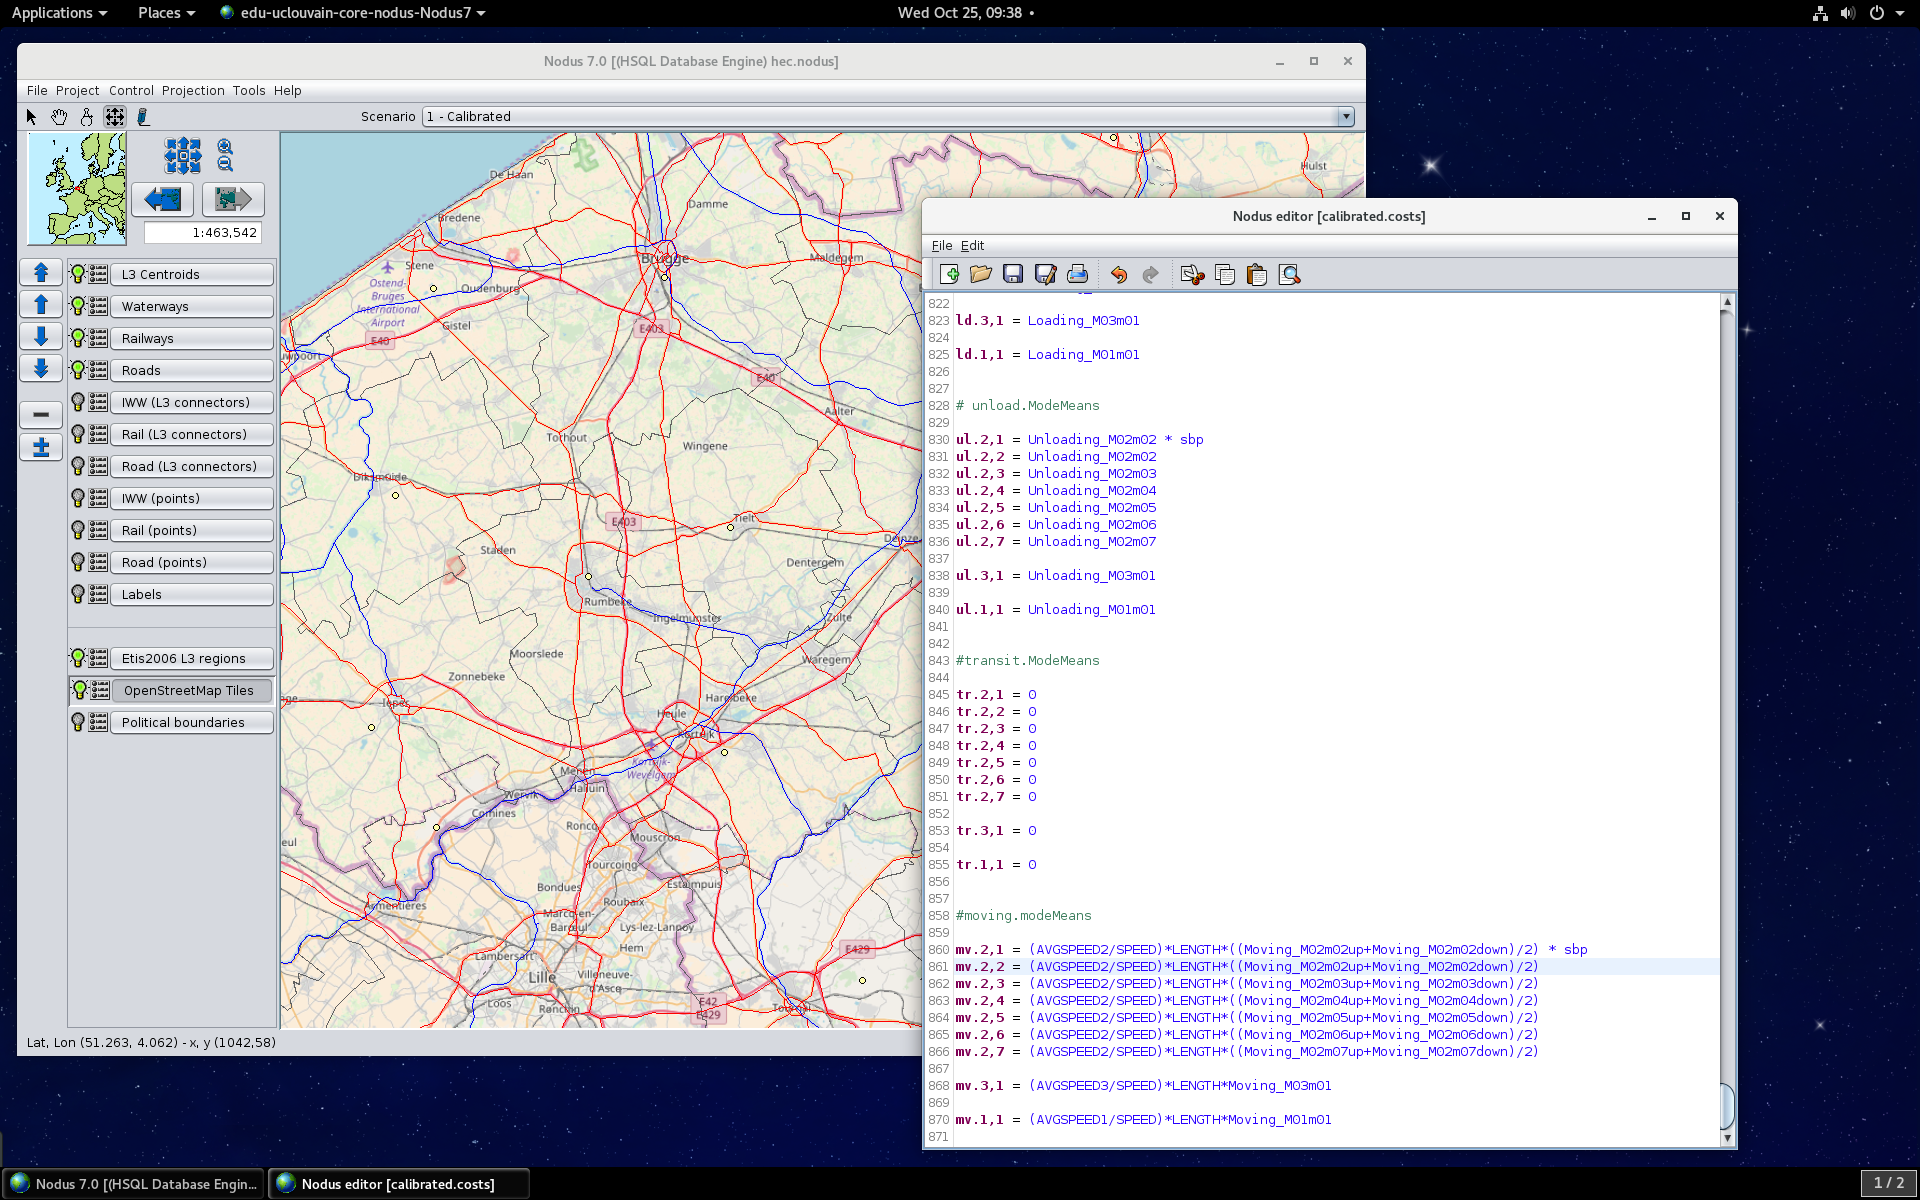 Applications
Places
edu-uclouvain-core-nodus-Nodus7
Wed Oct 25, 09:38
Nodus 7.0 [(HSQL Database Engine) hec.nodus]
File Project Control Projection Tools Help
Scenario
1 - Calibrated
1:463,542
L3 Centroids
Waterways
Railways
Roads
IWW (L3 connectors)
Rail (L3 connectors)
Road (L3 connectors)
IWW (points)
Rail (points)
Road (points)
Labels
Etis2006 L3 regions
OpenStreetMap Tiles
Political boundaries
De Haan
Hulst
Damme
Bredene
Brugge
Maldegem
Stene
Ostend-
Bruges
International
Airport
Oudenburg
Gistel
E403
E40
E40
Aalter
Torhout
Wingene
Diksmuide
E403
Tielt
Deinze
Staden
Dentergem
Rumbeke
Ingelmunster
Zulte
Moorslede
Waregem
Zonnebeke
Harelbeke
Ieper
Heule
Kortrijk
Kortrijk-
Wevelgem
Menen
Halluin
Wervik
Comines
Roncq
Mouscron
Tourcoing
Estaimpuis
Bondues
Roubaix
Armentières
Marcq-en-
Barœul
Lys-lez-Lannoy
Hem
E429
Lambersart
Lille
Villeneuve-
d'Ascq
Loos
Ronchin
E42
E429
Lat, Lon (51.263, 4.062) - x, y (1042,58)
Nodus editor [calibrated.costs]
File Edit
822
823 ld.3,1 = Loading_M03m01
824
825 ld.1,1 = Loading_M01m01
826
827
828 # unload.ModeMeans
829
830 ul.2,1 = Unloading_M02m02 * sbp
831 ul.2,2 = Unloading_M02m02
832 ul.2,3 = Unloading_M02m03
833 ul.2,4 = Unloading_M02m04
834 ul.2,5 = Unloading_M02m05
835 ul.2,6 = Unloading_M02m06
836 ul.2,7 = Unloading_M02m07
837
838 ul.3,1 = Unloading_M03m01
839
840 ul.1,1 = Unloading_M01m01
841
842
843 #transit.ModeMeans
844
845 tr.2,1 = 0
846 tr.2,2 = 0
847 tr.2,3 = 0
848 tr.2,4 = 0
849 tr.2,5 = 0
850 tr.2,6 = 0
851 tr.2,7 = 0
852
853 tr.3,1 = 0
854
855 tr.1,1 = 0
856
857
858 #moving.modeMeans
859
860 mv.2,1 = (AVGSPEED2/SPEED)*LENGTH*((Moving_M02m02up+Moving_M02m02down)/2) * sbp
861 mv.2,2 = (AVGSPEED2/SPEED)*LENGTH*((Moving_M02m02up+Moving_M02m02down)/2)
862 mv.2,3 = (AVGSPEED2/SPEED)*LENGTH*((Moving_M02m03up+Moving_M02m03down)/2)
863 mv.2,4 = (AVGSPEED2/SPEED)*LENGTH*((Moving_M02m04up+Moving_M02m04down)/2)
864 mv.2,5 = (AVGSPEED2/SPEED)*LENGTH*((Moving_M02m05up+Moving_M02m05down)/2)
865 mv.2,6 = (AVGSPEED2/SPEED)*LENGTH*((Moving_M02m06up+Moving_M02m06down)/2)
866 mv.2,7 = (AVGSPEED2/SPEED)*LENGTH*((Moving_M02m07up+Moving_M02m07down)/2)
867
868 mv.3,1 = (AVGSPEED3/SPEED)*LENGTH*Moving_M03m01
869
870 mv.1,1 = (AVGSPEED1/SPEED)*LENGTH*Moving_M01m01
871
Nodus 7.0 [(HSQL Database Engin...
Nodus editor [calibrated.costs]
1 / 2